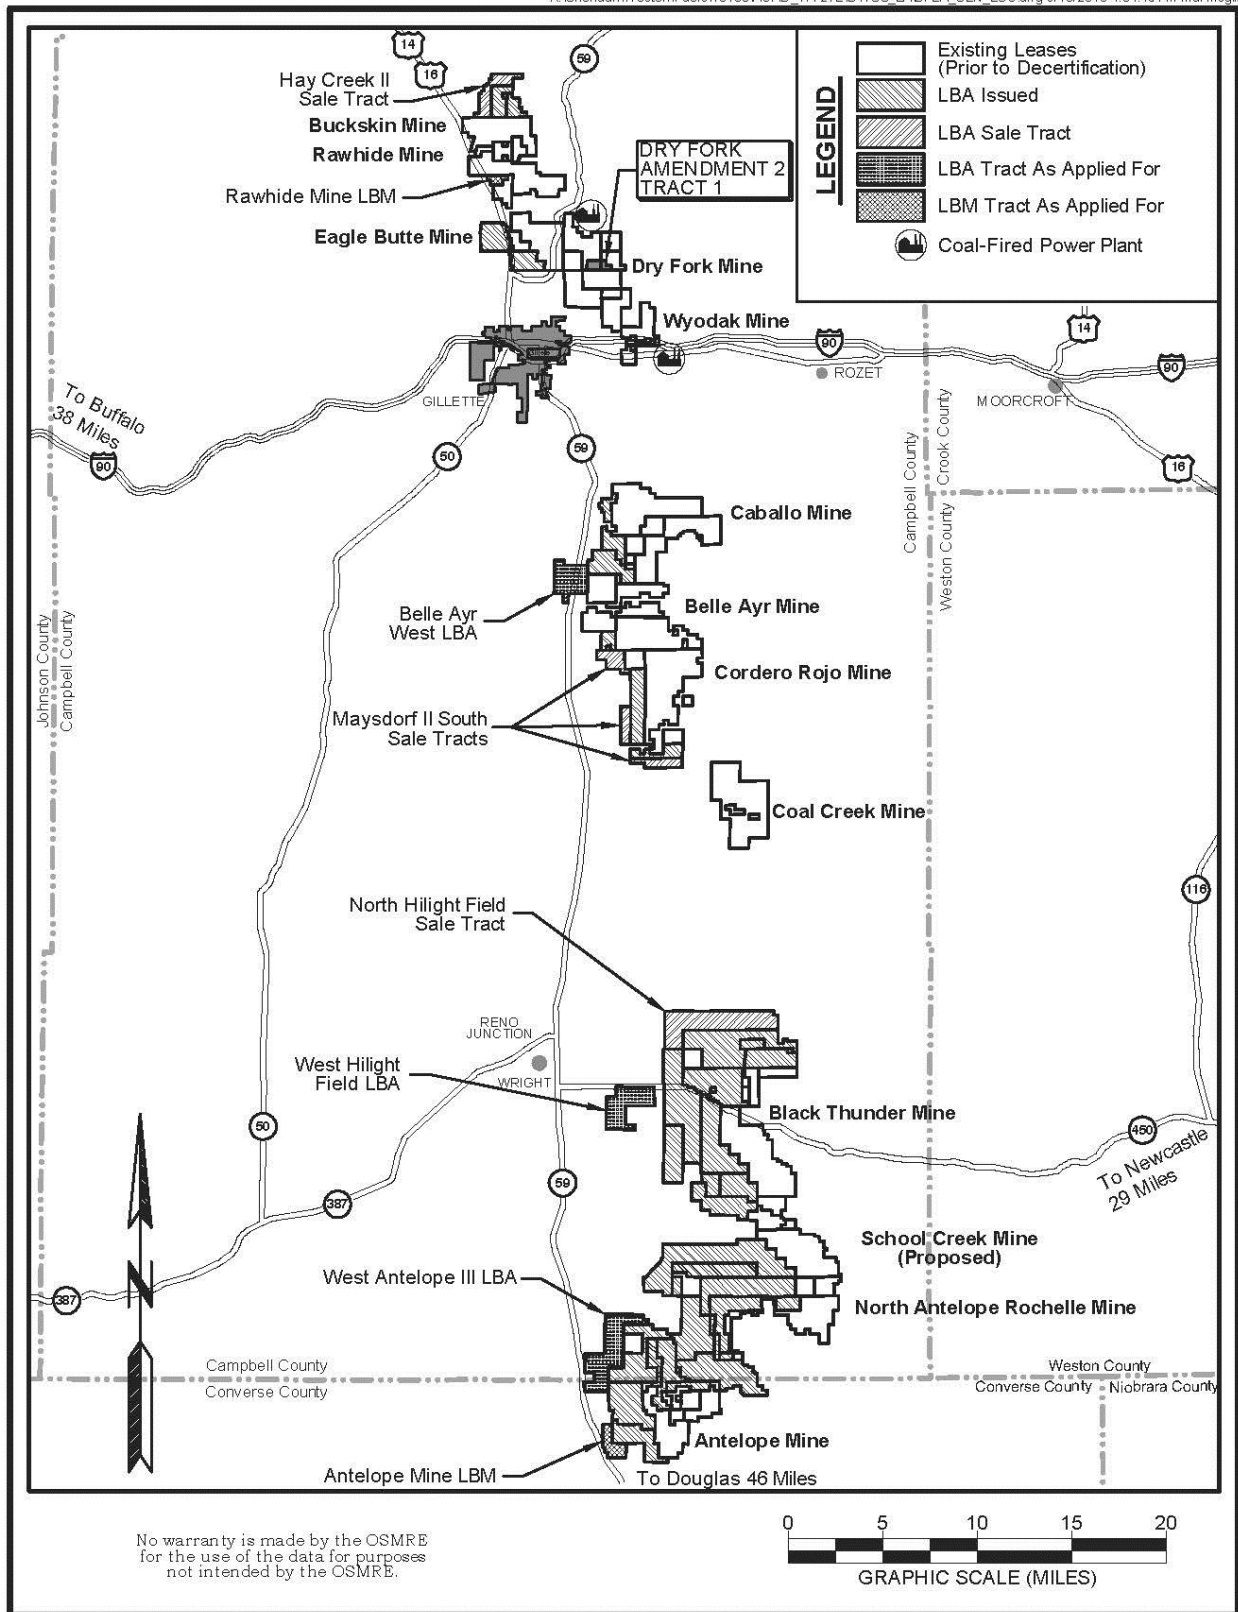 14
16
59
Hay Creek II
Sale Tract
Buckskin Mine
Rawhide Mine
Rawhide Mine LBM
Eagle Butte Mine
DRY FORK
AMENDMENT 2
TRACT 1
Dry Fork Mine
Wyodak Mine
LEGEND
Existing Leases
(Prior to Decertification)
LBA Issued
LBA Sale Tract
LBA Tract As Applied For
LBM Tract As Applied For
Coal-Fired Power Plant
14
90
90
ROZET
MOORCROFT
GILLETTE
To Buffalo
38 Miles
90
50
59
16
Campbell County
Crook County
Weston County
Caballo Mine
Belle Ayr
West LBA
Belle Ayr Mine
Johnson County
Campbell County
Cordero Rojo Mine
Maysdorf II South
Sale Tracts
Coal Creek Mine
116
North Hilight Field
Sale Tract
RENO
JUNCTION
WRIGHT
West Hilight
Field LBA
Black Thunder Mine
50
450
To Newcastle
29 Miles
59
387
School Creek Mine
(Proposed)
West Antelope III LBA
387
North Antelope Rochelle Mine
N
Campbell County
Converse County
Weston County
Converse County
Niobrara County
Antelope Mine
Antelope Mine LBM
To Douglas 46 Miles
No warranty is made by the OSMRE
for the use of the data for purposes
not intended by the OSMRE.
0 5 10 15 20
GRAPHIC SCALE (MILES)